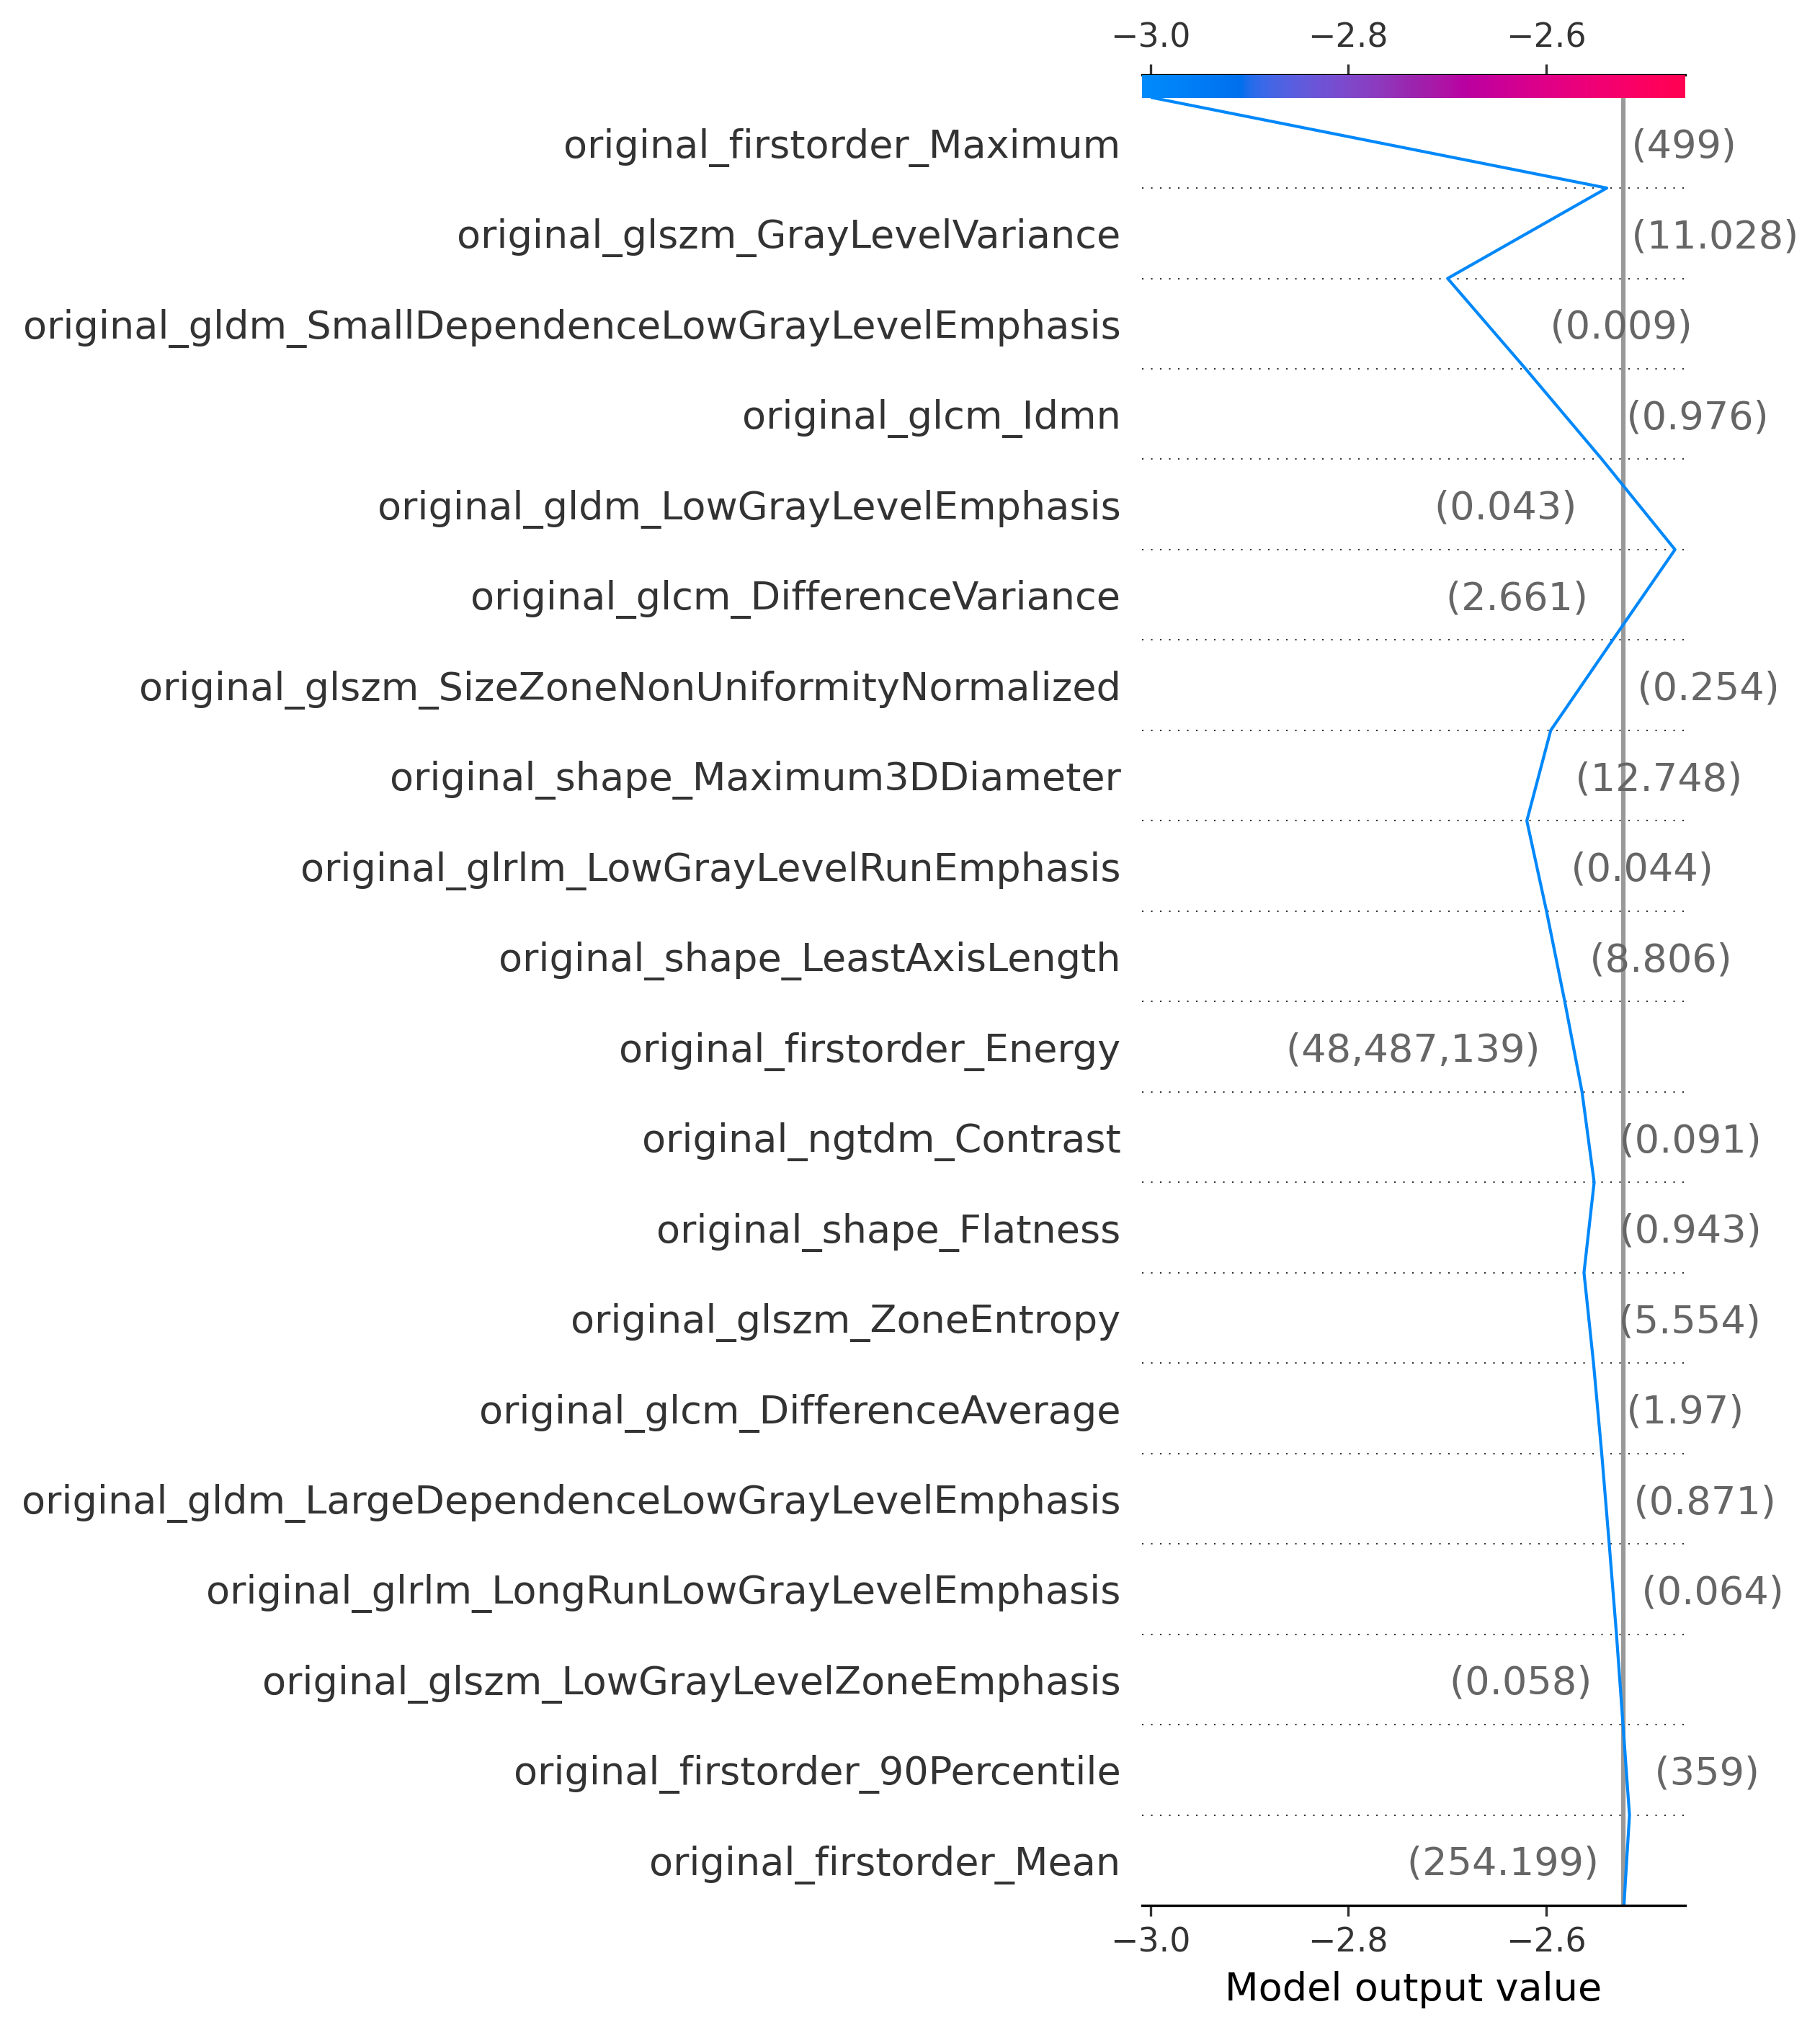 −3.0 −2.8 −2.6
original_firstorder_Maximum (499)
original_glszm_GrayLevelVariance (11.028)
original_gldm_SmallDependenceLowGrayLevelEmphasis (0.009)
original_glcm_Idmn (0.976)
original_gldm_LowGrayLevelEmphasis (0.043)
original_glcm_DifferenceVariance (2.661)
original_glszm_SizeZoneNonUniformityNormalized (0.254)
original_shape_Maximum3DDiameter (12.748)
original_glrlm_LowGrayLevelRunEmphasis (0.044)
original_shape_LeastAxisLength (8.806)
original_firstorder_Energy (48,487,139)
original_ngtdm_Contrast (0.091)
original_shape_Flatness (0.943)
original_glszm_ZoneEntropy (5.554)
original_glcm_DifferenceAverage (1.97)
original_gldm_LargeDependenceLowGrayLevelEmphasis (0.871)
original_glrlm_LongRunLowGrayLevelEmphasis (0.064)
original_glszm_LowGrayLevelZoneEmphasis (0.058)
original_firstorder_90Percentile (359)
original_firstorder_Mean (254.199)
−3.0 −2.8 −2.6
Model output value